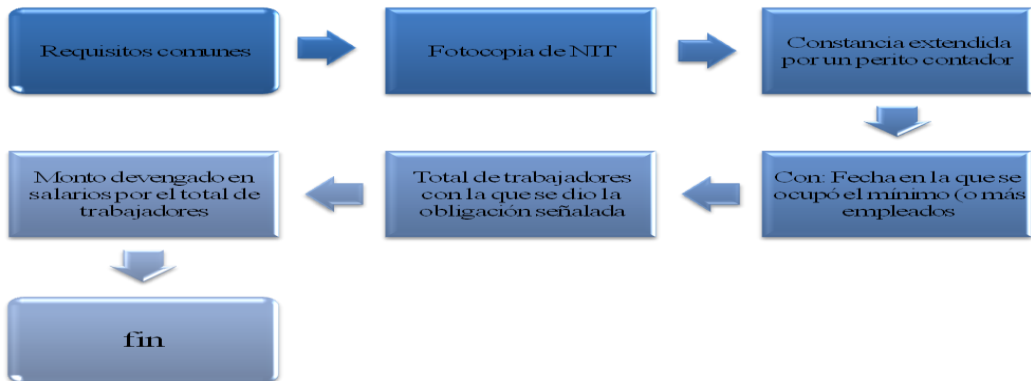 Requisitos comunes
Fotocopia de NIT
Constancia extendida
por un perito contador
Con: Fecha en la que se
ocupó el mínimo (o más
empleados
Total de trabajadores
con la que se dio la
obligación señalada
Monto devengado en
salarios por el total de
trabajadores
fin